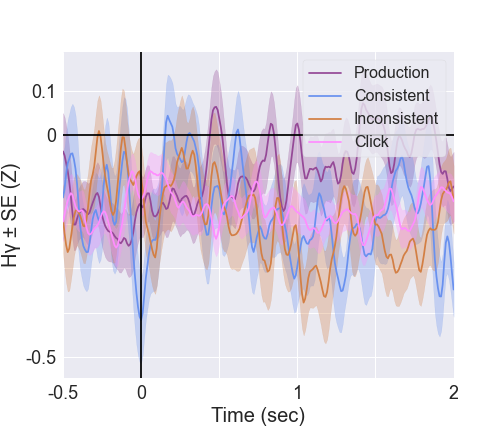 Production
Consistent
Inconsistent
Click
0.1
0
-0.5
Hγ ± SE (Z)
-0.5
0
1
2
Time (sec)